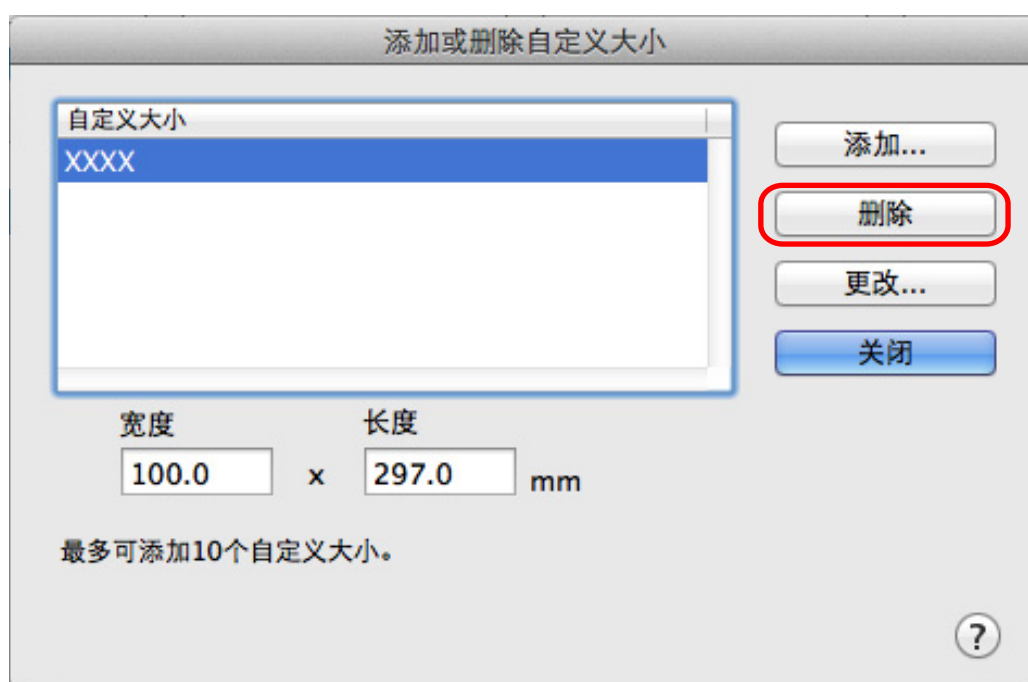 添加或删除自定义大小
自定义大小
XXXX
添加...
删除
更改...
关闭
宽度 长度
100.0 x 297.0 mm
最多可添加10个自定义大小。
?